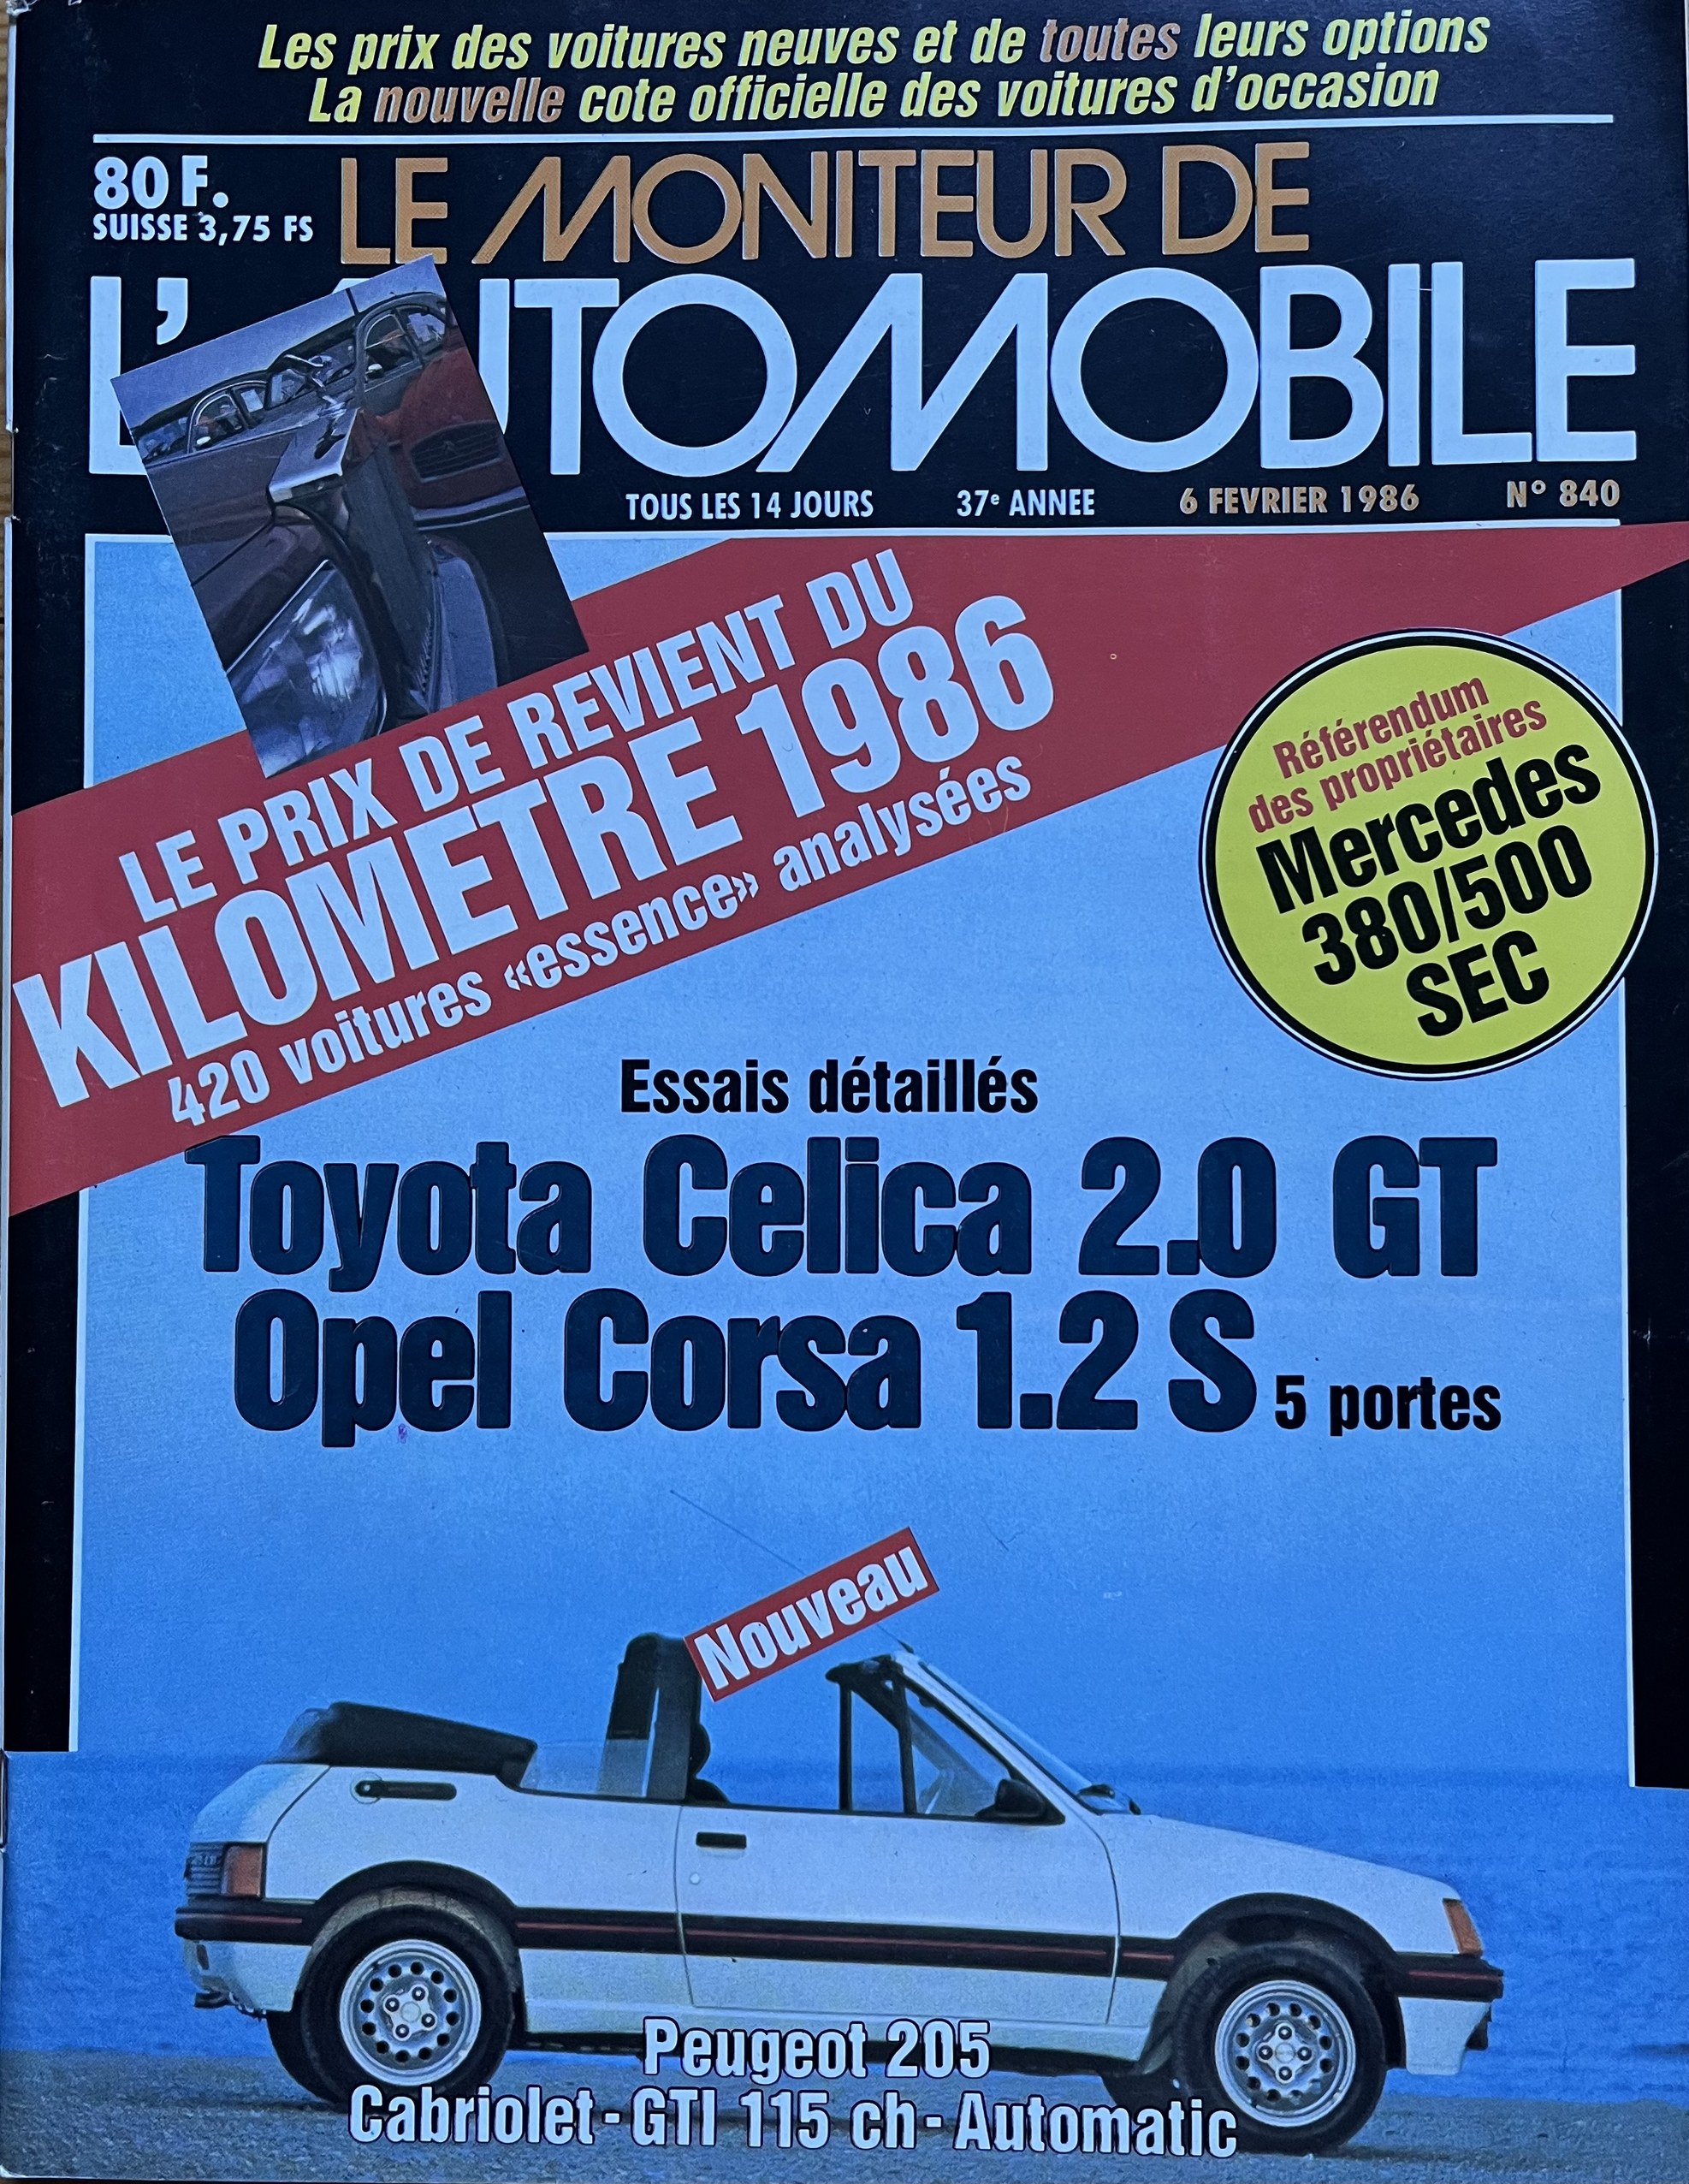 Les prix des voitures neuves et de toutes leurs options
La nouvelle cote officielle des voitures d'occasion
80 F.
SUISSE 3,75 FS
LE MONITEUR DE
L'AUTOMOBILE
TOUS LES 14 JOURS 37e ANNEE 6 FEVRIER 1986 N° 840
LE PRIX DE REVIENT DU
KILOMETRE 1986
420 voitures «essence» analysées
Référendum
des propriétaires
Mercedes
380/500
SEC
Essais détaillés
Toyota Celica 2.0 GT
Opel Corsa 1.2 S 5 portes
Nouveau
Peugeot 205
Cabriolet - GTI 115 ch - Automatic